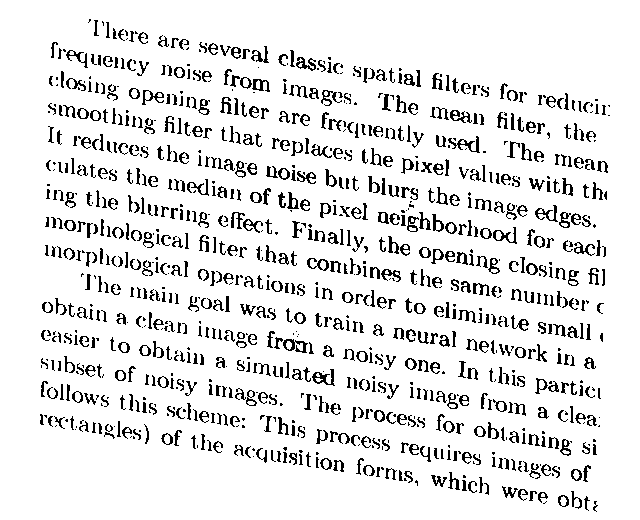 There are several classic spatial filters for reducin
frequency noise from images. The mean filter, the
closing opening filter are frequently used. The mean
smoothing filter that replaces the pixel values with the
It reduces the image noise but blurs the image edges.
culates the median of the pixel neighborhood for each
ing the blurring effect. Finally, the opening closing fil
morphological filter that combines the same number o
morphological operations in order to eliminate small
The main goal was to train a neural network in a
obtain a clean image from a noisy one. In this particu
easier to obtain a simulated noisy image from a clea
subset of noisy images. The process for obtaining si
follows this scheme: This process requires images of
rectangles) of the acquisition forms, which were obta